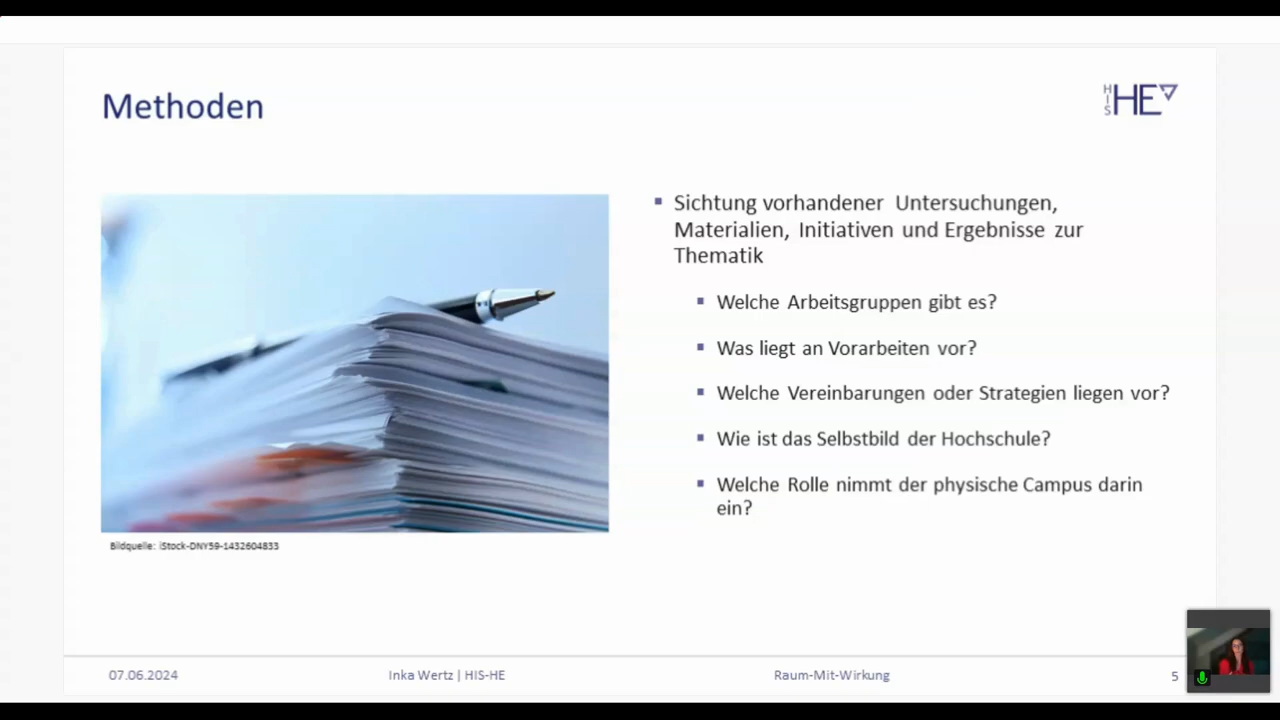 Methoden
HIS HE
Sichtung vorhandener Untersuchungen,
Materialien, Initiativen und Ergebnisse zur
Thematik
Welche Arbeitsgruppen gibt es?
Was liegt an Vorarbeiten vor?
Welche Vereinbarungen oder Strategien liegen vor?
Wie ist das Selbstbild der Hochschule?
Welche Rolle nimmt der physische Campus darin
ein?
Bildquelle: iStock-DNY59-1432604833
07.06.2024
Inka Wertz | HIS-HE
Raum-Mit-Wirkung
5